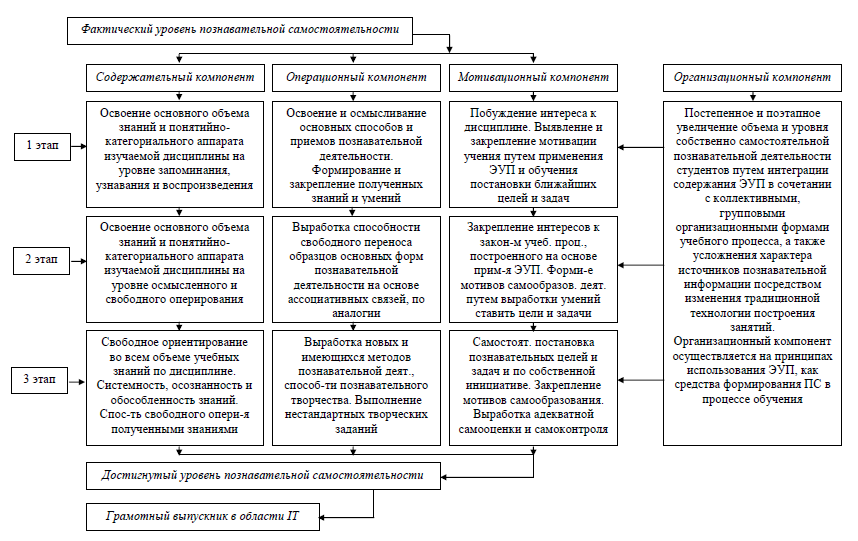 Фактический уровень познавательной самостоятельности
Содержательный компонент
Операционный компонент
Мотивационный компонент
Организационный компонент
1 этап
Освоение основного объема
знаний и понятийно-
категориального аппарата
изучаемой дисциплины на
уровне запоминания,
узнавания и воспроизведения
Освоение и осмысливание
основных способов и
приемов познавательной
деятельности.
Формирование и
закрепление полученных
знаний и умений
Побуждение интереса к
дисциплине. Выявление и
закрепление мотивации
учения путем применения
ЭУП и обучения
постановки ближайших
целей и задач
Постепенное и поэтапное
увеличение объема и уровня
собственно самостоятельной
познавательной деятельности
студентов путем интеграции
содержания ЭУП в сочетании
с коллективными,
групповыми
организационными формами
учебного процесса, а также
усложнения характера
источников познавательной
информации посредством
изменения традиционной
технологии построения
занятий.
Организационный компонент
осуществляется на принципах
использования ЭУП, как
средства формирования ПС в
процессе обучения
2 этап
Освоение основного объема
знаний и понятийно-
категориального аппарата
изучаемой дисциплины на
уровне осмысленного и
свободного оперирования
Выработка способности
свободного переноса
образцов основных форм
познавательной
деятельности на основе
ассоциативных связей, по
аналогии
Закрепление интересов к
закон-м учеб. проц.,
построенного на основе
прим-я ЭУП. Форми-е
мотивов самообразов. деят.
путем выработки умений
ставить цели и задачи
3 этап
Свободное ориентирование
во всем объеме учебных
знаний по дисциплине.
Системность, осознанность и
обособленность знаний.
Спос-ть свободного опери-я
полученными знаниями
Выработка новых и
имеющихся методов
познавательной деят.,
способ-ти познавательного
творчества. Выполнение
нестандартных творческих
заданий
Самостоят. постановка
познавательных целей и
задач и по собственной
инициативе. Закрепление
мотивов самообразования.
Выработка адекватной
самооценки и самоконтроля
Достигнутый уровень познавательной самостоятельности
Грамотный выпускник в области IT